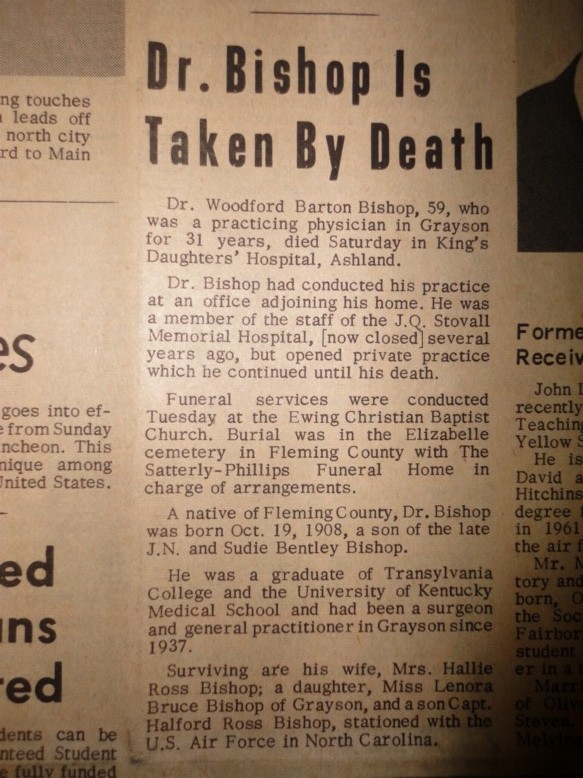 ng touches
leads off
north city
rd to Main
es
goes into ef-
e from Sunday
ncheon. This
nique among
United States.
ed
uns
red
dents can be
nteed Student
e fully funded
Dr. Bishop Is
Taken By Death
Dr. Woodford Barton Bishop, 59, who
was a practicing physician in Grayson
for 31 years, died Saturday in King's
Daughters' Hospital, Ashland.
Dr. Bishop had conducted his practice
at an office adjoining his home. He was
a member of the staff of the J.Q. Stovall
Memorial Hospital, [now closed] several
years ago, but opened private practice
which he continued until his death.
Funeral services were conducted
Tuesday at the Ewing Christian Baptist
Church. Burial was in the Elizabelle
cemetery in Fleming County with The
Satterly-Phillips Funeral Home in
charge of arrangements.
A native of Fleming County, Dr. Bishop
was born Oct. 19, 1908, a son of the late
J.N. and Sudie Bentley Bishop.
He was a graduate of Transylvania
College and the University of Kentucky
Medical School and had been a surgeon
and general practitioner in Grayson since
1937.
Surviving are his wife, Mrs. Hallie
Ross Bishop; a daughter, Miss Lenora
Bruce Bishop of Grayson, and a son Capt.
Halford Ross Bishop, stationed with the
U.S. Air Force in North Carolina.
Forme
Receiv
John
recently
Teaching
Yellow S
He is
David a
Hitchins
degree
in 1961
the air f
Mr. M
tory and
born, O
the Soc
Fairbor
student
er in a
Marr
of Oliv
Steven,
Melvin